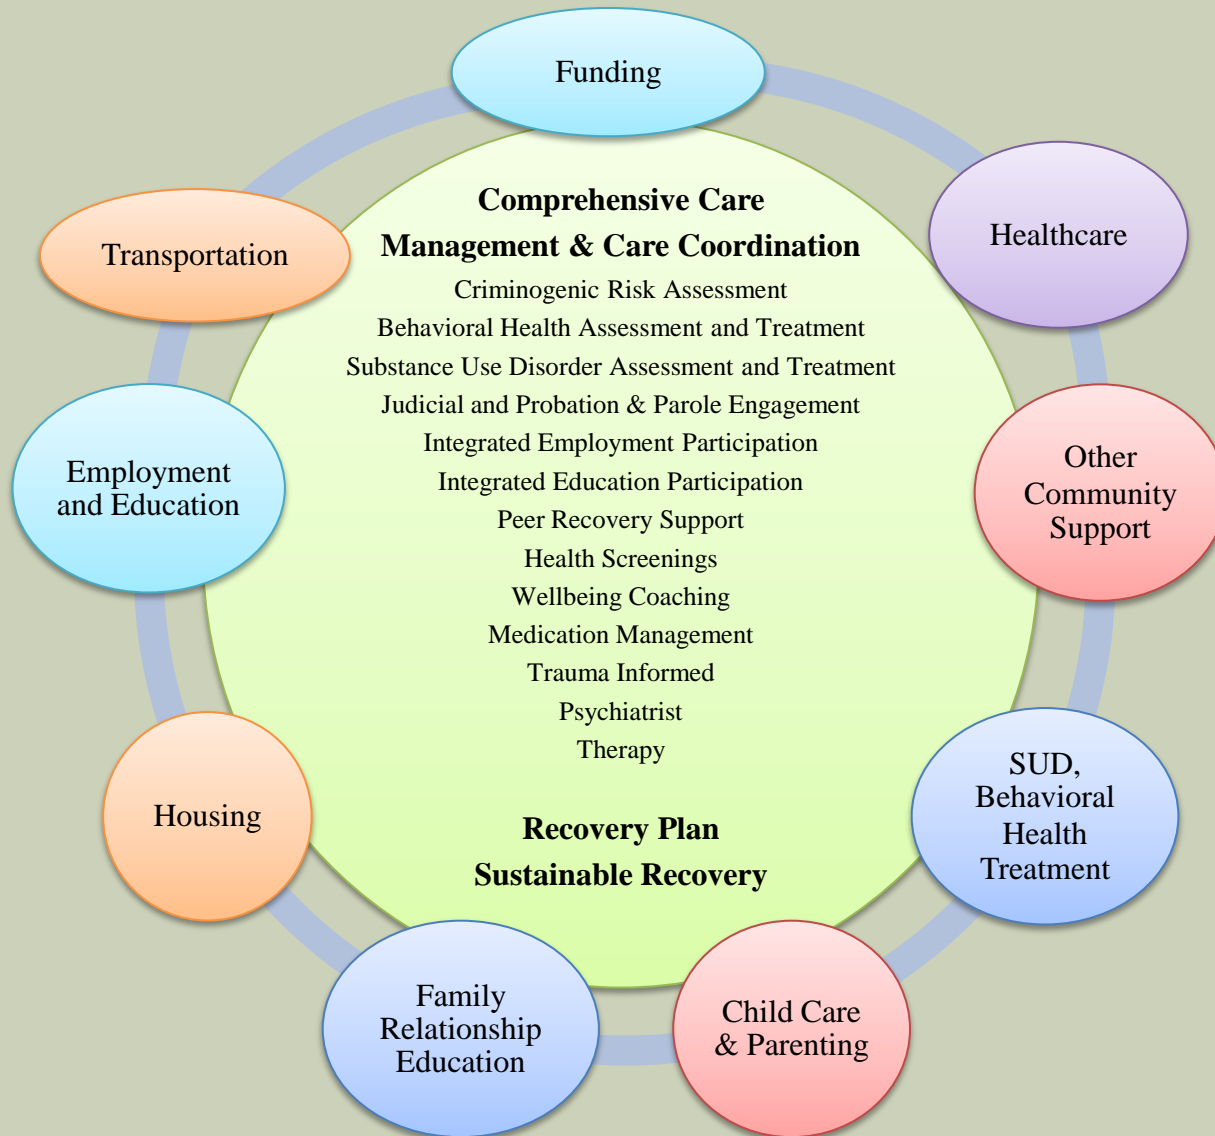 Funding
Healthcare
Other
Community
Support
SUD,
Behavioral
Health
Treatment
Child Care
& Parenting
Family
Relationship
Education
Housing
Employment
and Education
Transportation
Comprehensive Care
Management & Care Coordination
Criminogenic Risk Assessment
Behavioral Health Assessment and Treatment
Substance Use Disorder Assessment and Treatment
Judicial and Probation & Parole Engagement
Integrated Employment Participation
Integrated Education Participation
Peer Recovery Support
Health Screenings
Wellbeing Coaching
Medication Management
Trauma Informed
Psychiatrist
Therapy
Recovery Plan
Sustainable Recovery